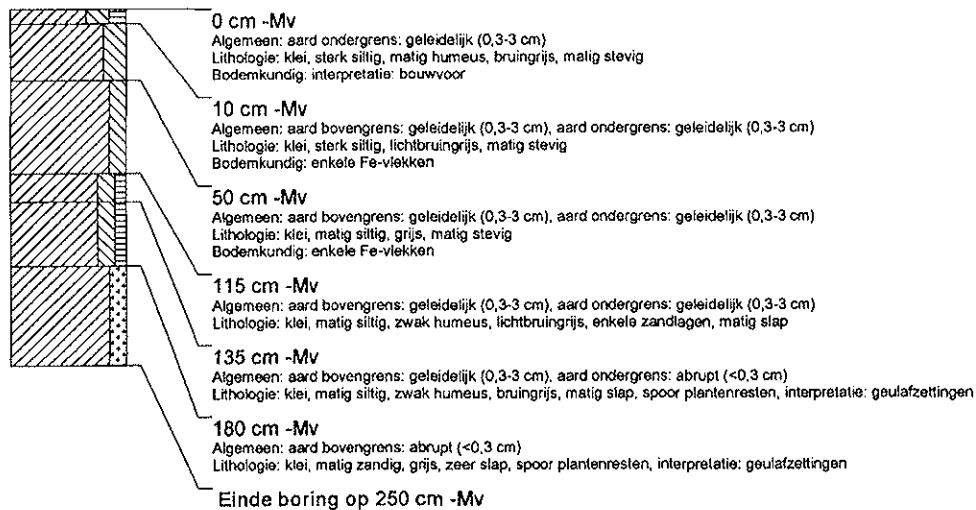 0 cm -Mv
Algemeen: aard ondergrens: geleidelijk (0,3-3 cm)
Lithologie: klei, sterk siltig, matig humeus, bruingrijs, matig stevig
Bodemkundig: interpretatie: bouwvoor
10 cm -Mv
Algemeen: aard bovengrens: geleidelijk (0,3-3 cm), aard ondergrens: geleidelijk (0,3-3 cm)
Lithologie: klei, sterk siltig, lichtbruingrijs, matig stevig
Bodemkundig: enkele Fe-vlekken
50 cm -Mv
Algemeen: aard bovengrens: geleidelijk (0,3-3 cm), aard ondergrens: geleidelijk (0,3-3 cm)
Lithologie: klei, matig siltig, grijs, matig stevig
Bodemkundig: enkele Fe-vlekken
115 cm -Mv
Algemeen: aard bovengrens: geleidelijk (0,3-3 cm), aard ondergrens: geleidelijk (0,3-3 cm)
Lithologie: klei, matig siltig, zwak humeus, lichtbruingrijs, enkele zandlagen, matig slap
135 cm -Mv
Algemeen: aard bovengrens: geleidelijk (0,3-3 cm), aard ondergrens: abrupt (<0,3 cm)
Lithologie: klei, matig siltig, zwak humeus, bruingrijs, matig slap, spoor plantenresten, interpretatie: geulafzettingen
180 cm -Mv
Algemeen: aard bovengrens: abrupt (<0,3 cm)
Lithologie: klei, matig zandig, grijs, zeer slap, spoor plantenresten, interpretatie: geulafzettingen
Einde boring op 250 cm -Mv